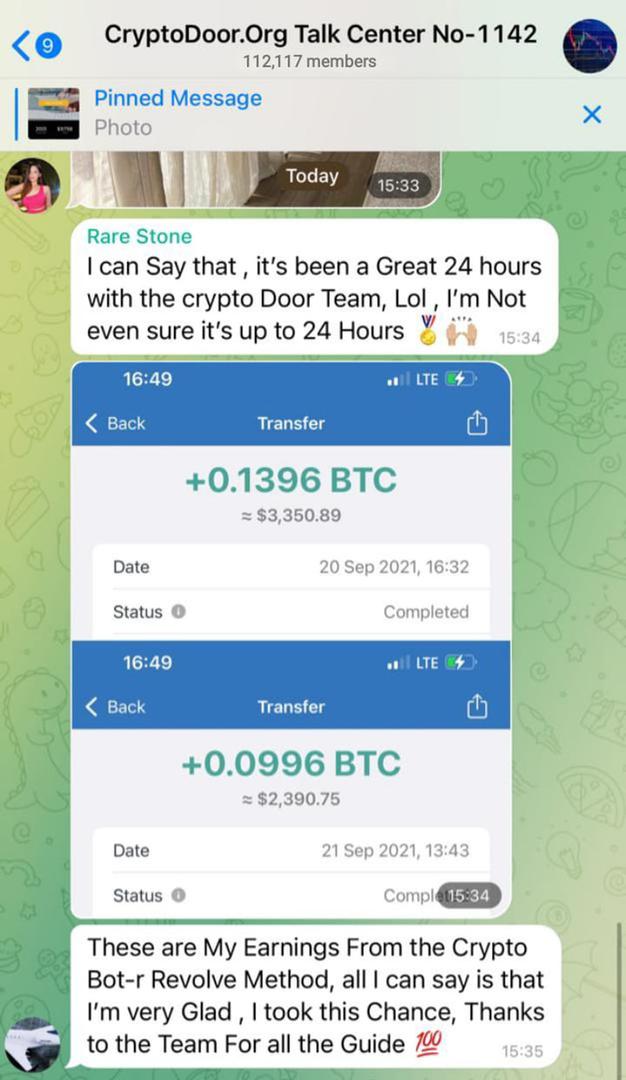 9
CryptoDoor.Org Talk Center No-1142
112,117 members
Pinned Message
Photo
Today
15:33
Rare Stone
I can Say that , it’s been a Great 24 hours
with the crypto Door Team, Lol , I’m Not
even sure it’s up to 24 Hours 🏅🙌🏼 15:34
16:49 LTE
Back Transfer
+0.1396 BTC
≈ $3,350.89
Date 20 Sep 2021, 16:32
Status Completed
16:49 LTE
Back Transfer
+0.0996 BTC
≈ $2,390.75
Date 21 Sep 2021, 13:43
Status 15:34
These are My Earnings From the Crypto
Bot-r Revolve Method, all I can say is that
I’m very Glad , I took this Chance, Thanks
to the Team For all the Guide 💯 15:35